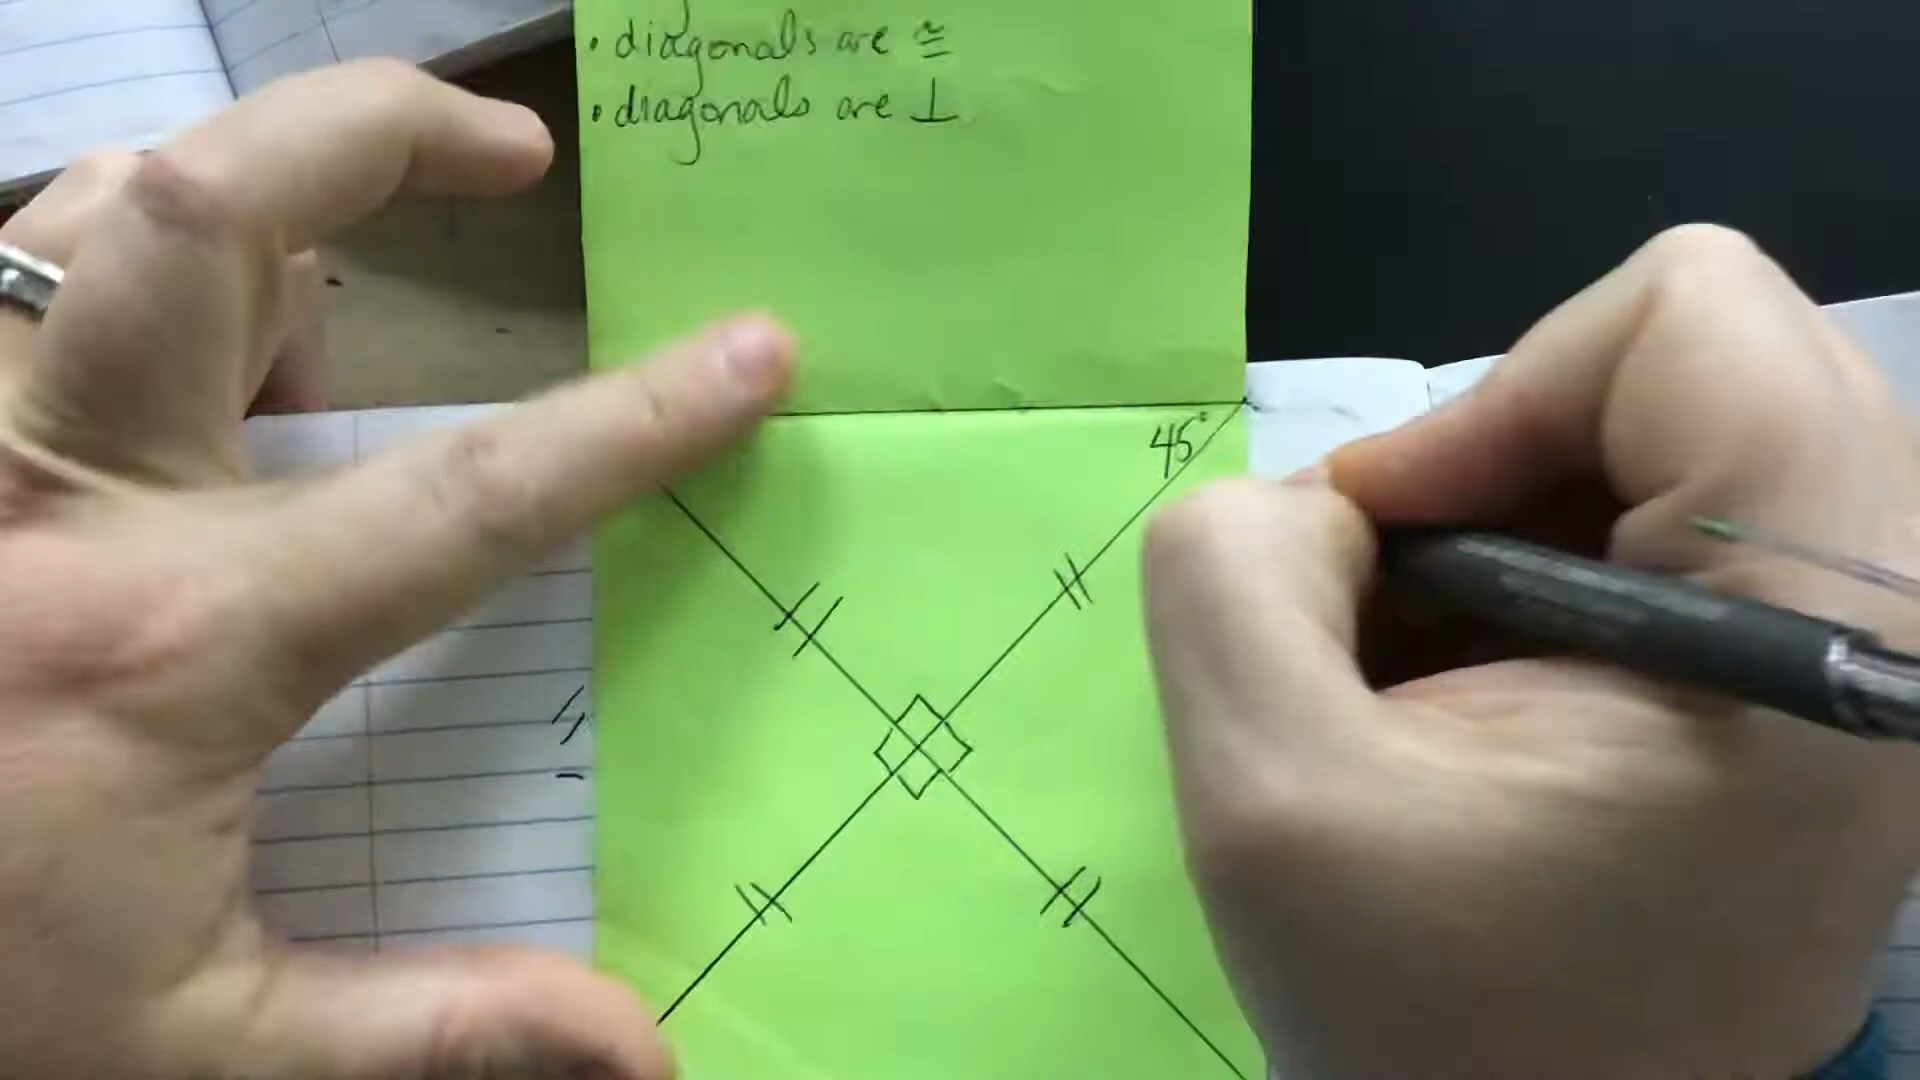 • diagonals are ≅
• diagonals are ⊥
45°